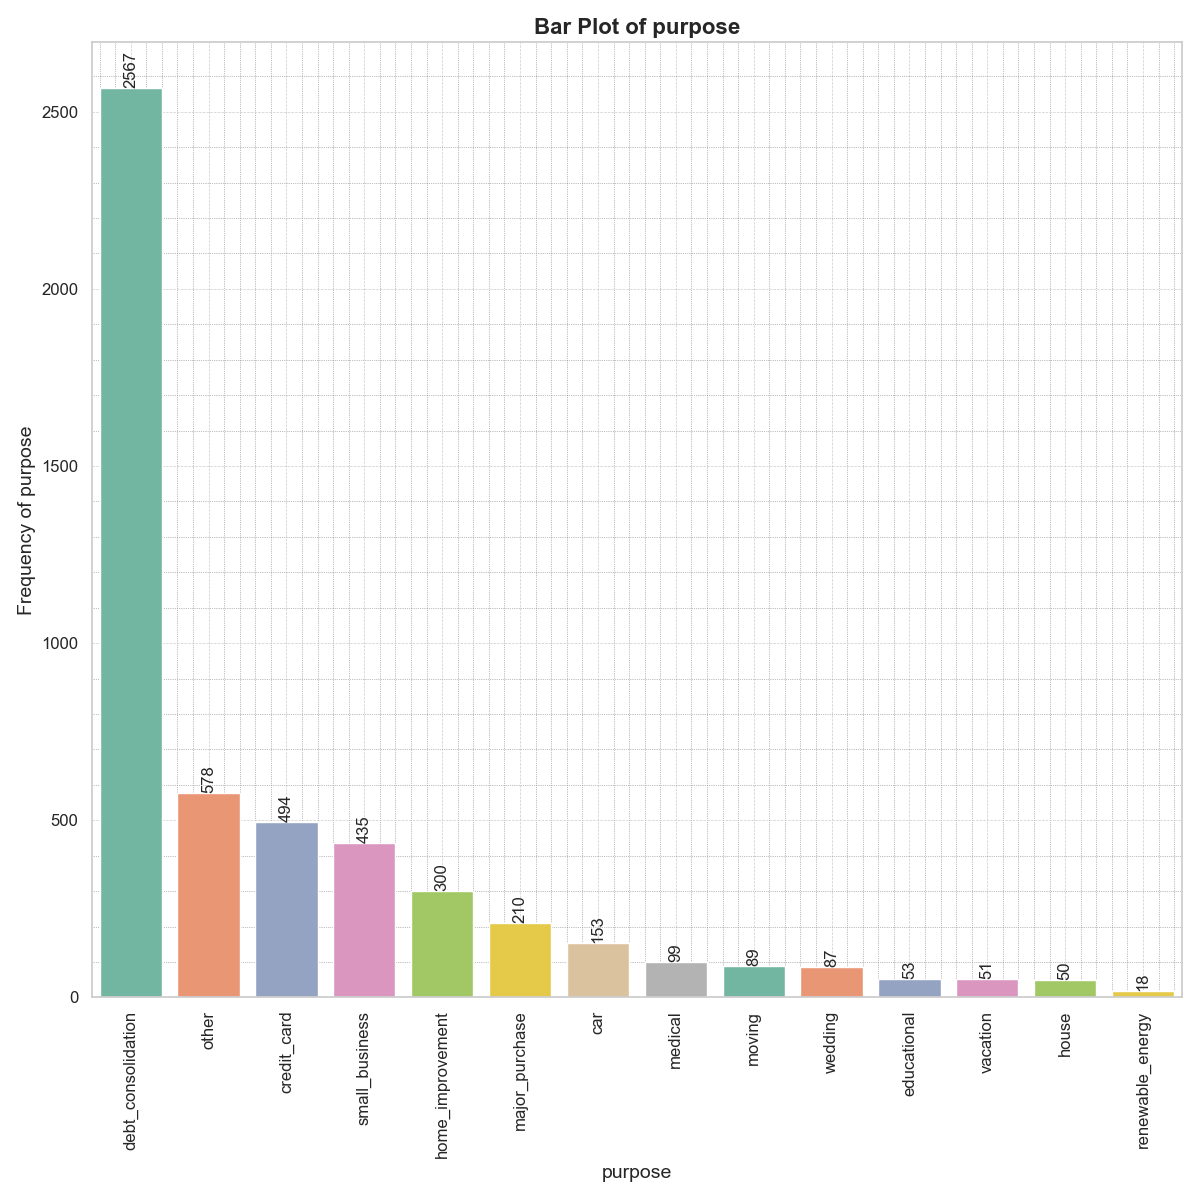 Bar Plot of purpose
Frequency of purpose
2500
2000
1500
1000
500
0
2567
578
494
435
300
210
153
99
89
87
53
51
50
18
debt_consolidation
other
credit_card
small_business
home_improvement
major_purchase
car
medical
moving
wedding
educational
vacation
house
renewable_energy
purpose